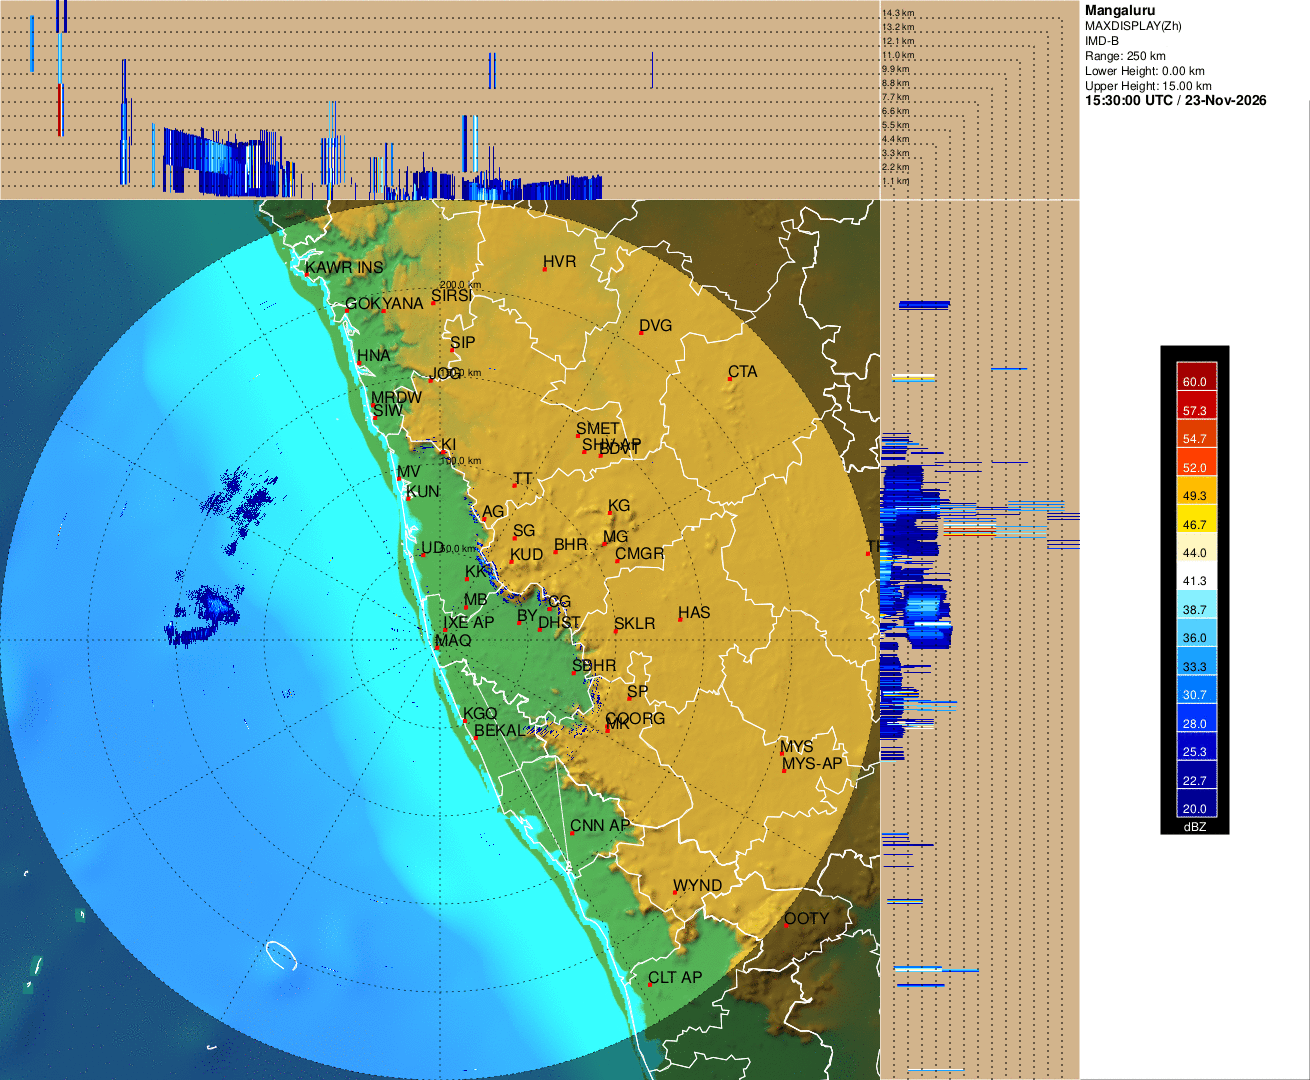 14.3 km
13.2 km
12.1 km
11.0 km
9.9 km
8.8 km
7.7 km
6.6 km
5.5 km
4.4 km
3.3 km
2.2 km
1.1 km
Mangaluru
MAXDISPLAY(Zh)
IMD-B
Range: 250 km
Lower Height: 0.00 km
Upper Height: 15.00 km
15:30:00 UTC / 23-Nov-2026
HVR
KAWR INS
200.0 km
SIRSI
GOKYANA
DVG
SIP
HNA
CTA
JOG
MRDW
SIW
SMET
SHV-AP
BDVT
KI
100.0 km
MV
TT
KUN
KG
AG
SG
MG
UD
50.0 km
BHR
KUD
CMGR
KK
MB
CG
HAS
BY
IXE AP
DHST
SKLR
MAQ
SBHR
SP
KGQ
COORG
MK
BEKAL
MYS
MYS-AP
CNN AP
WYND
OOTY
CLT AP
60.0
57.3
54.7
52.0
49.3
46.7
44.0
41.3
38.7
36.0
33.3
30.7
28.0
25.3
22.7
20.0
dBZ